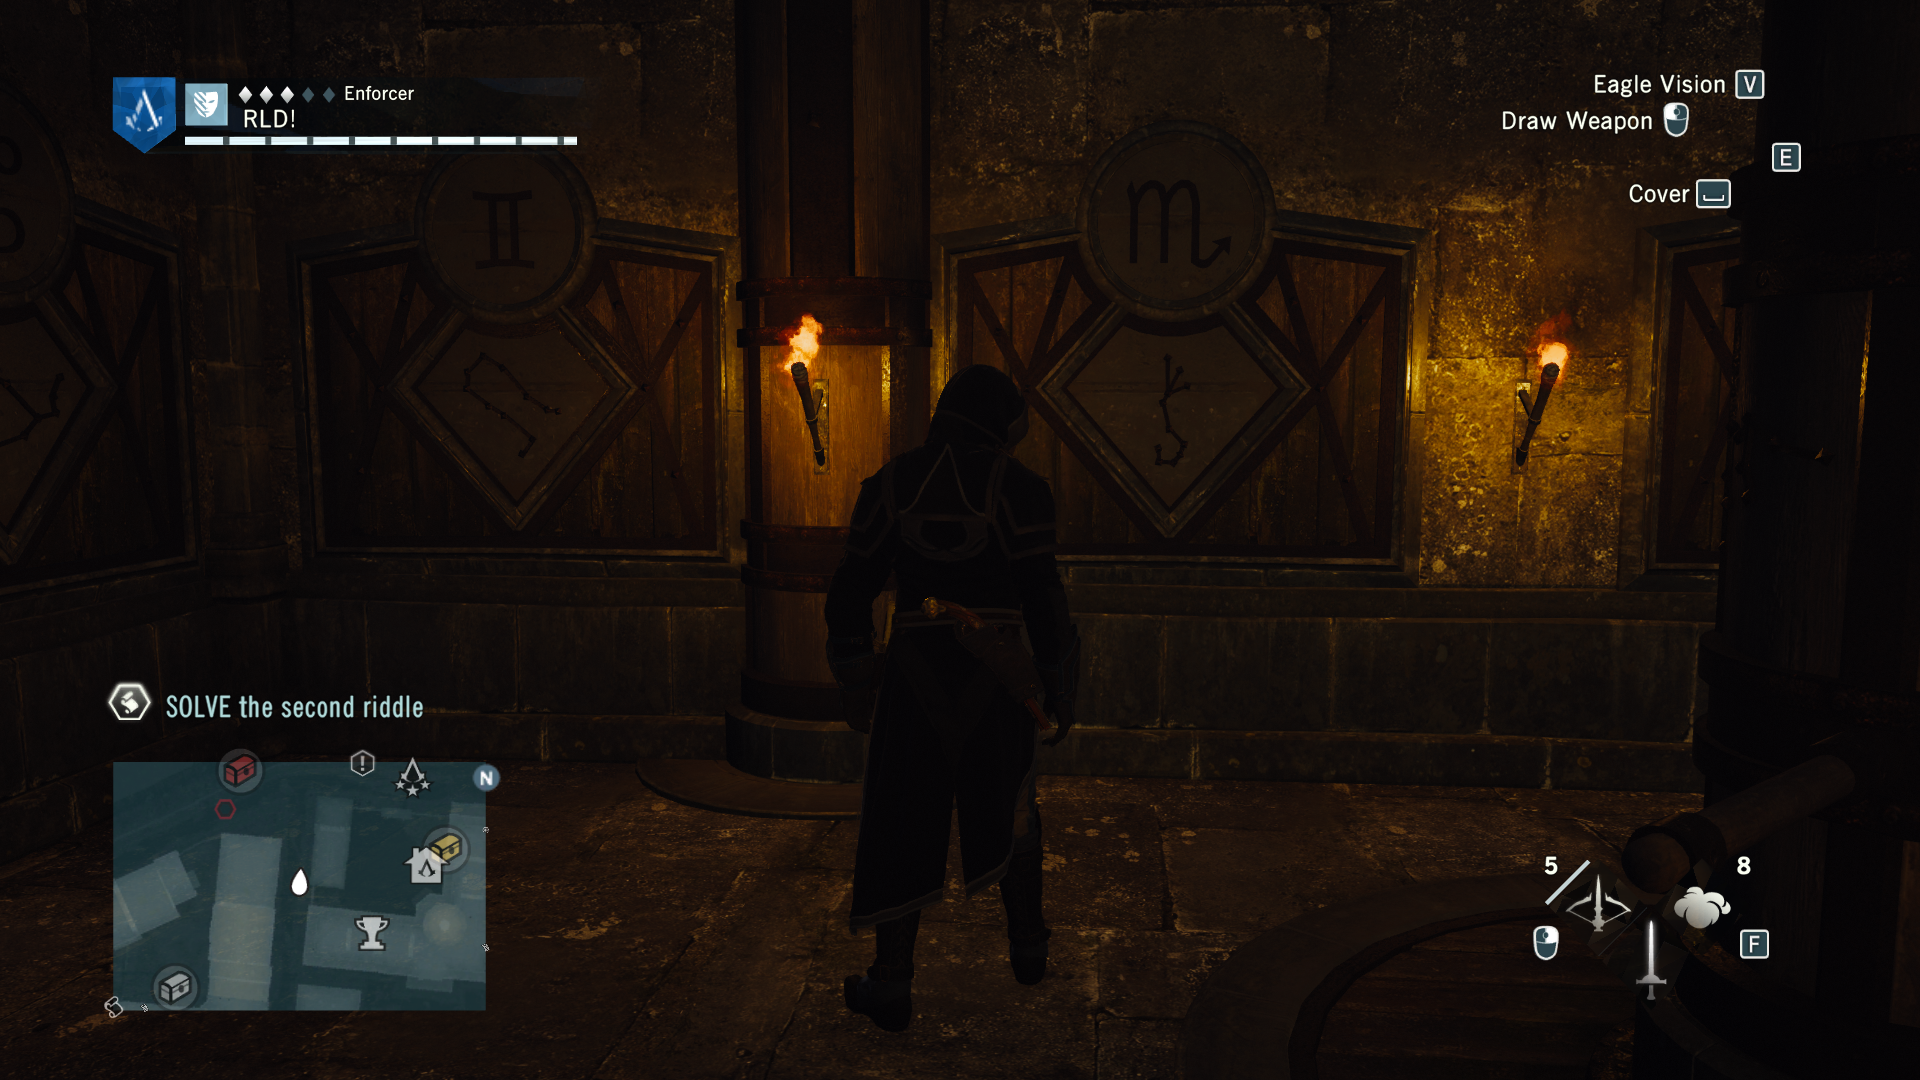 Enforcer
RLD!
Eagle Vision V
Draw Weapon
E
Cover
SOLVE the second riddle
N
5
8
F